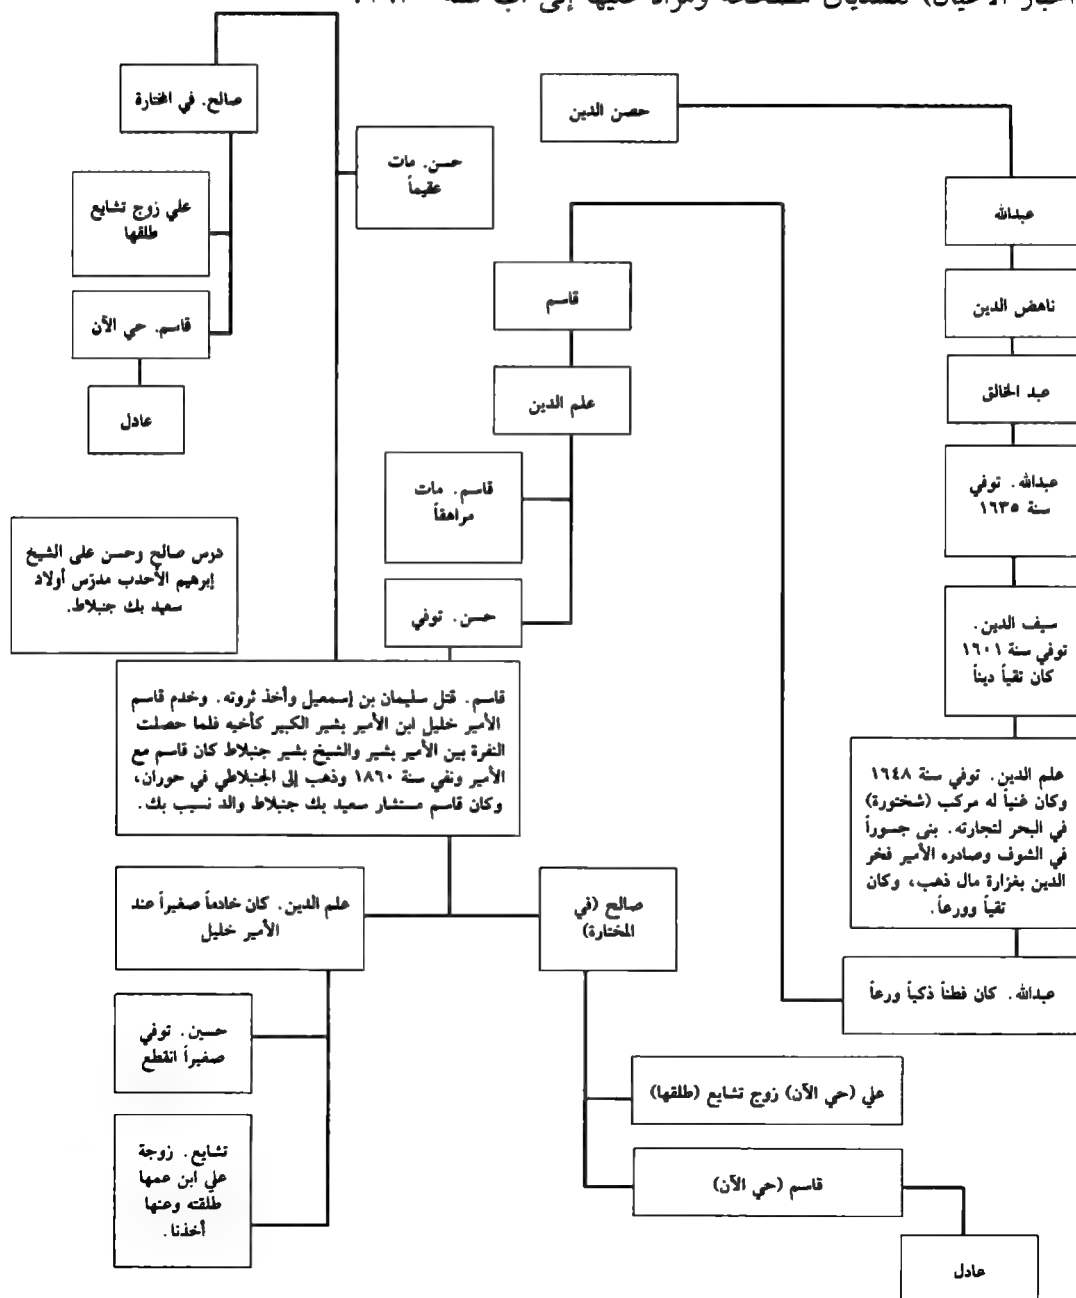 حصن الدين
عبدالله
ناهض الدين
عبد الخالق
عبدالله. توفي
سنة ١٦٣٥
سيف الدين.
توفي سنة ١٦٠١
كان تقياً ديناً
علم الدين. توفي سنة ١٦٤٨
وكان غنياً له مركب (شختورة)
في البحر لتجارته. بنى جسوراً
في الشوف وصادره الأمير فخر
الدين بغزارة مال ذهب، وكان
تقياً وورعاً.
عبدالله. كان فطناً ذكياً ورعاً
قاسم
علم الدين
قاسم. مات
مراهقاً
حسن. توفي
قاسم. قتل سليمان بن إسمعيل وأخذ ثروته. وخدم قاسم
الأمير خليل ابن الأمير بشير الكبير كأخيه فلما حصلت
النفرة بين الأمير بشير والشيخ بشير جنبلاط كان قاسم مع
الأمير ونفي سنة ١٨٦٠ وذهب إلى الجنبلاطي في حوران،
وكان قاسم مستشار سعيد بك جنبلاط والد نسيب بك.
صالح. في المختارة
حسن. مات
عقيماً
علي زوج تشايع
طلقها
قاسم. حي الآن
عادل
درس صالح وحسن على الشيخ
إبرهيم الأحدب مدرّس أولاد
سعيد بك جنبلاط.
صالح (في
المختارة)
علم الدين. كان خادماً صغيراً عند
الأمير خليل
حسين. توفي
صغيراً انقطع
تشايع. زوجة
علي ابن عمها
طلقته وعنها
أخذنا.
علي (حي الآن) زوج تشايع (طلقها)
قاسم (حي الآن)
عادل